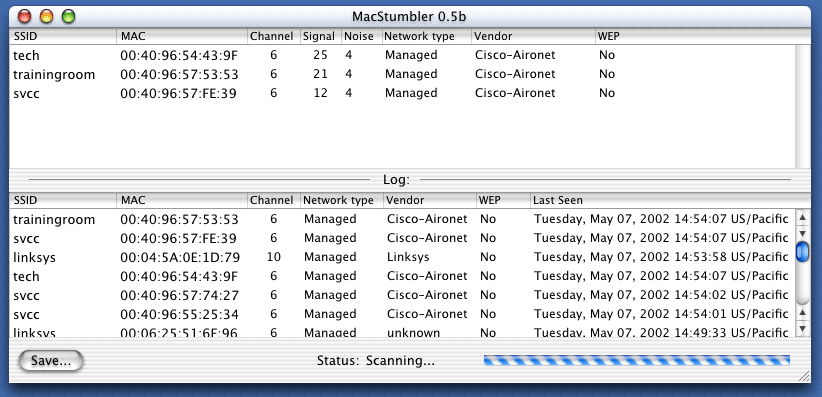 MacStumbler 0.5b
SSID MAC Channel Signal Noise Network type Vendor WEP
tech 00:40:96:54:43:9F 6 25 4 Managed Cisco-Aironet No
trainingroom 00:40:96:57:53:53 6 21 4 Managed Cisco-Aironet No
svcc 00:40:96:57:FE:39 6 12 4 Managed Cisco-Aironet No
Log:
SSID MAC Channel Network type Vendor WEP Last Seen
trainingroom 00:40:96:57:53:53 6 Managed Cisco-Aironet No Tuesday, May 07, 2002 14:54:07 US/Pacific
svcc 00:40:96:57:FE:39 6 Managed Cisco-Aironet No Tuesday, May 07, 2002 14:54:07 US/Pacific
linksys 00:04:5A:0E:1D:79 10 Managed Linksys No Tuesday, May 07, 2002 14:53:58 US/Pacific
tech 00:40:96:54:43:9F 6 Managed Cisco-Aironet No Tuesday, May 07, 2002 14:54:07 US/Pacific
svcc 00:40:96:57:74:27 6 Managed Cisco-Aironet No Tuesday, May 07, 2002 14:54:02 US/Pacific
svcc 00:40:96:55:25:34 6 Managed Cisco-Aironet No Tuesday, May 07, 2002 14:54:01 US/Pacific
linksys 00:06:25:51:6F:96 6 Managed unknown No Tuesday, May 07, 2002 14:49:33 US/Pacific
Save... Status: Scanning...